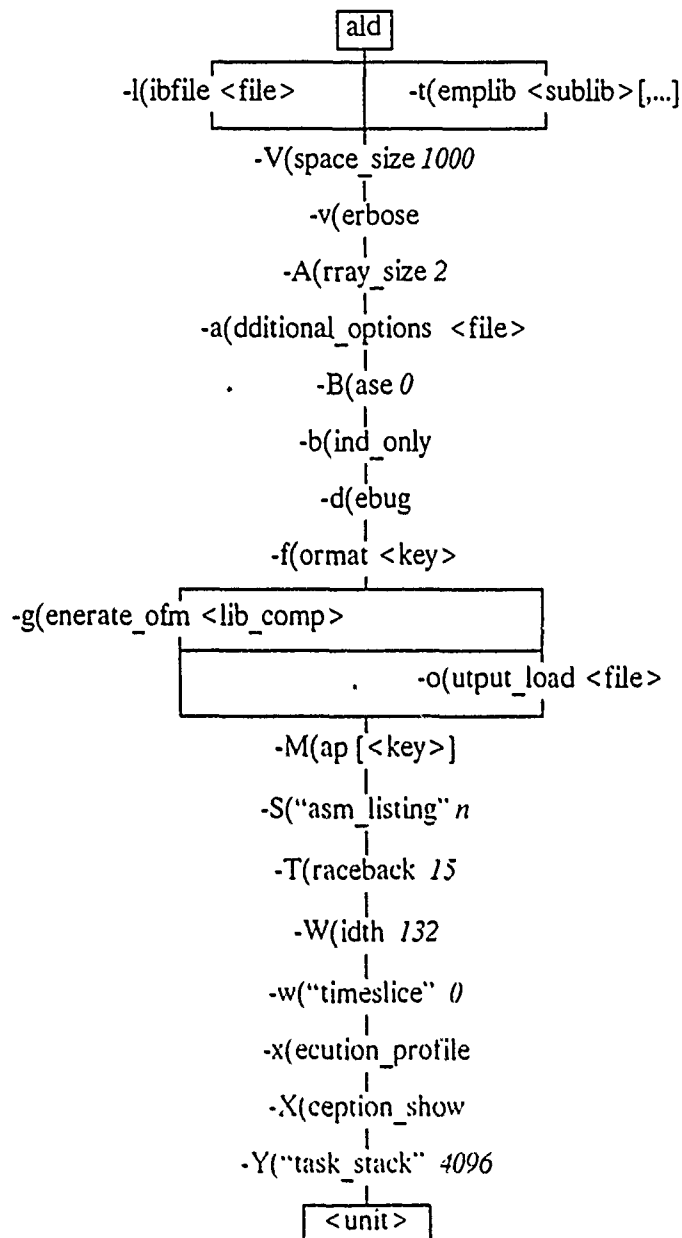 ald
-l(ibfile <file> -t(emplib <sublib>[,...]
-V(space_size 1000
-v(erbose
-A(rray_size 2
-a(dditional_options <file>
-B(ase 0
-b(ind_only
-d(ebug
-f(ormat <key>
-g(enerate_ofm <lib_comp>
-o(utput_load <file>
-M(ap [<key>]
-S("asm_listing" n
-T(raceback 15
-W(idth 132
-w("timeslice" 0
-x(ecution_profile
-X(ception_show
-Y("task_stack" 4096
<unit>